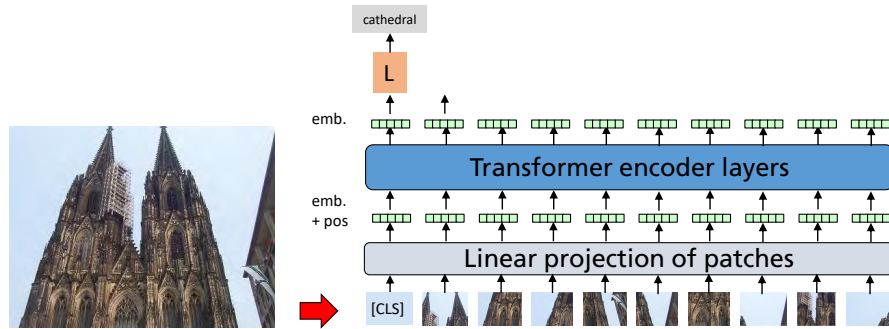 cathedral
L
emb.
Transformer encoder layers
emb.
+ pos
Linear projection of patches
[CLS]